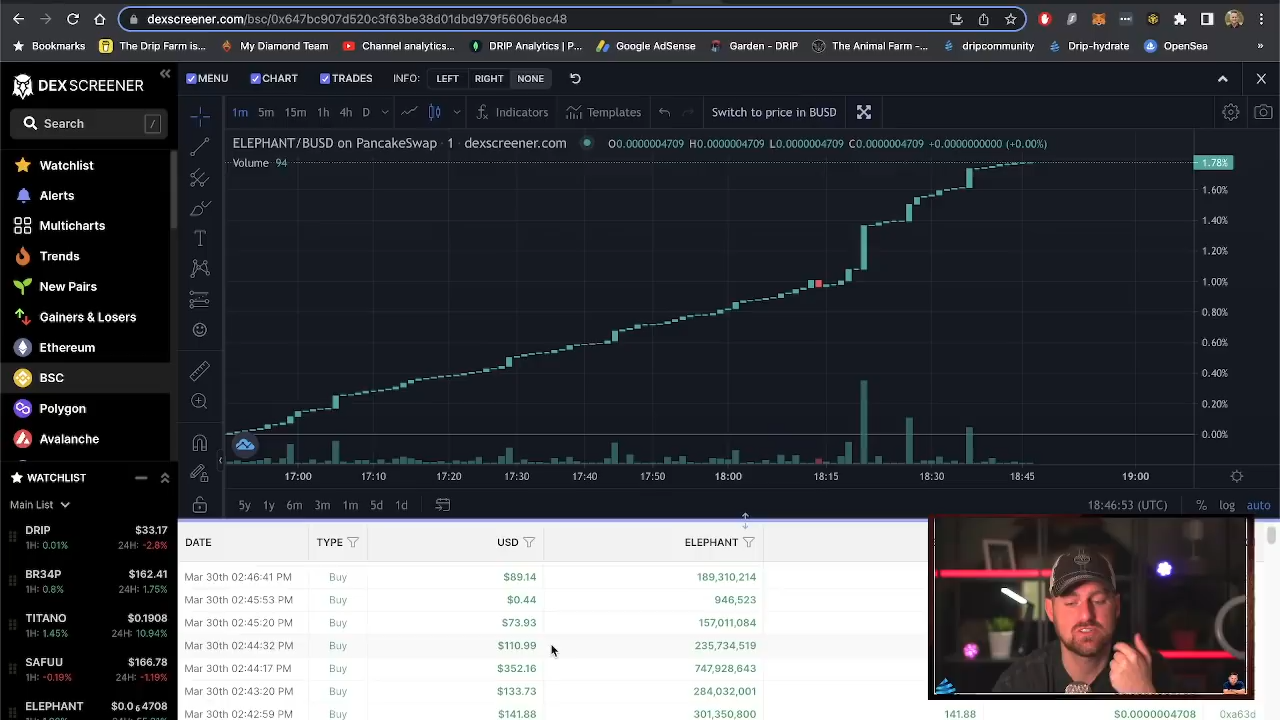 dexscreener.com/bsc/0x647bc907d520c3f63be38d01dbd979f5606bec48
Bookmarks The Drip Farm is... My Diamond Team Channel analytics... DRIP Analytics | P... Google AdSense Garden - DRIP The Animal Farm -... dripcommunity Drip-hydrate OpenSea »
DEX SCREENER «
MENU CHART TRADES INFO: LEFT RIGHT NONE
Search /
1m 5m 15m 1h 4h D Indicators Templates Switch to price in BUSD
ELEPHANT/BUSD on PancakeSwap · 1 · dexscreener.com O0.0000004709 H0.0000004709 L0.0000004709 C0.0000004709 +0.0000000000 (+0.00%)
Volume 94
1.78%
1.60%
1.40%
1.20%
1.00%
0.80%
0.60%
0.40%
0.20%
0.00%
Watchlist
Alerts
Multicharts
Trends
New Pairs
Gainers & Losers
Ethereum
BSC
Polygon
Avalanche
17:00 17:10 17:20 17:30 17:40 17:50 18:00 18:15 18:30 18:45 19:00
5y 1y 6m 3m 1m 5d 1d 18:46:53 (UTC) % log auto
WATCHLIST
Main List
DRIP $33.17
1H: 0.01% 24H: -2.8%
BR34P $162.41
1H: 0.8% 24H: 1.75%
TITANO $0.1908
1H: 1.45% 24H: 10.94%
SAFUU $166.78
1H: -0.19% 24H: -1.19%
ELEPHANT $0.0₆4708
DATE TYPE USD ELEPHANT
Mar 30th 02:46:41 PM Buy $89.14 189,310,214
Mar 30th 02:45:53 PM Buy $0.44 946,523
Mar 30th 02:45:20 PM Buy $73.93 157,011,084
Mar 30th 02:44:32 PM Buy $110.99 235,734,519
Mar 30th 02:44:17 PM Buy $352.16 747,928,643
Mar 30th 02:43:20 PM Buy $133.73 284,032,001
Mar 30th 02:42:59 PM Buy $141.88 301,350,800 141.88 $0.0000004708 0xa63d